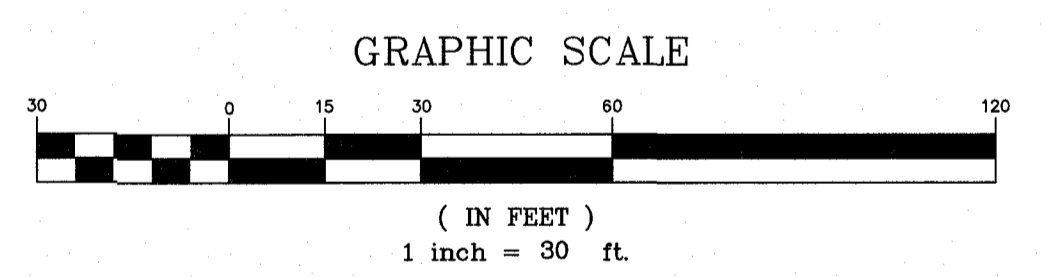 GRAPHIC SCALE
30 0 15 30 60 120
( IN FEET )
1 inch = 30 ft.